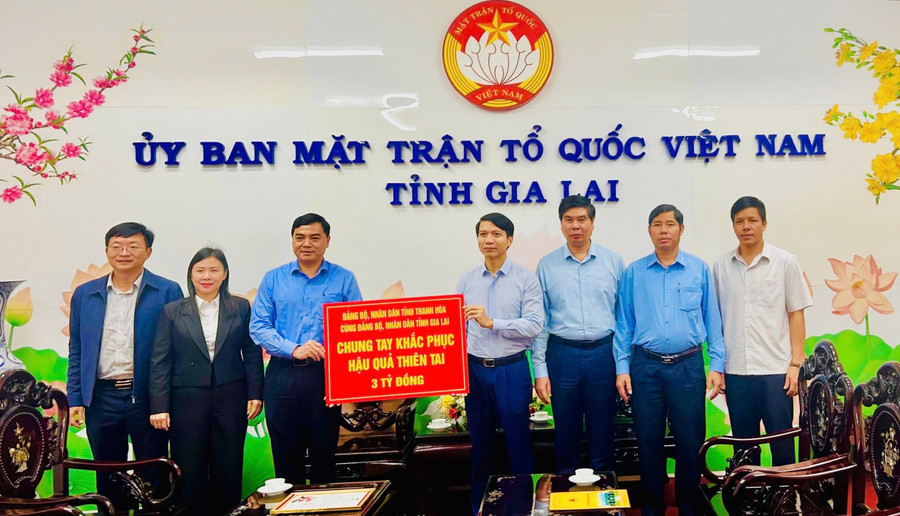 MẶT TRẬN TỔ QUỐC
VIỆT NAM
ỦY BAN MẶT TRẬN TỔ QUỐC VIỆT NAM
TỈNH GIA LAI
ĐẢNG BỘ, NHÂN DÂN TỈNH THANH HÓA
CÙNG ĐẢNG BỘ, NHÂN DÂN TỈNH GIA LAI
CHUNG TAY KHẮC PHỤC
HẬU QUẢ THIÊN TAI
3 TỶ ĐỒNG